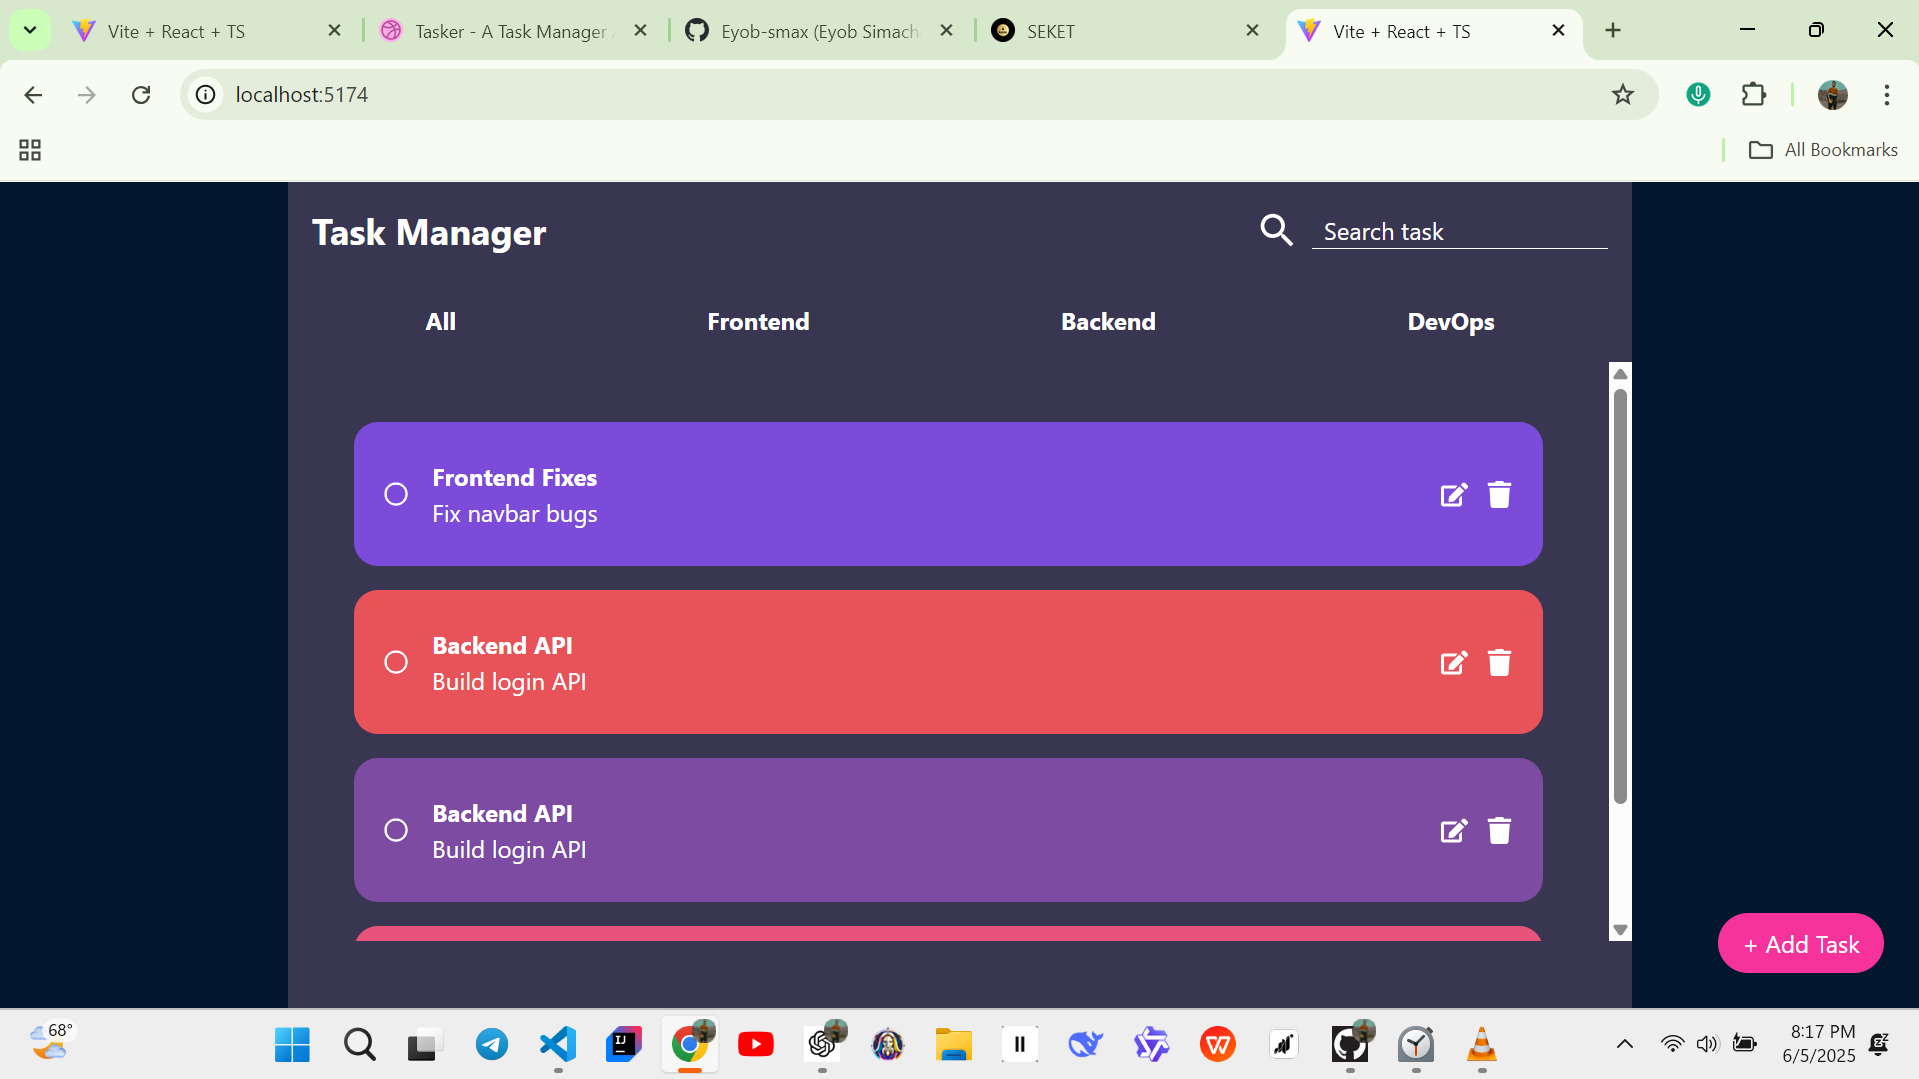 Vite + React + TS
Tasker - A Task Manager
Eyob-smax (Eyob Simach
SEKET
Vite + React + TS
localhost:5174
All Bookmarks
Task Manager
Search task
All
Frontend
Backend
DevOps
Frontend Fixes
Fix navbar bugs
Backend API
Build login API
Backend API
Build login API
+ Add Task
68°
8:17 PM
6/5/2025